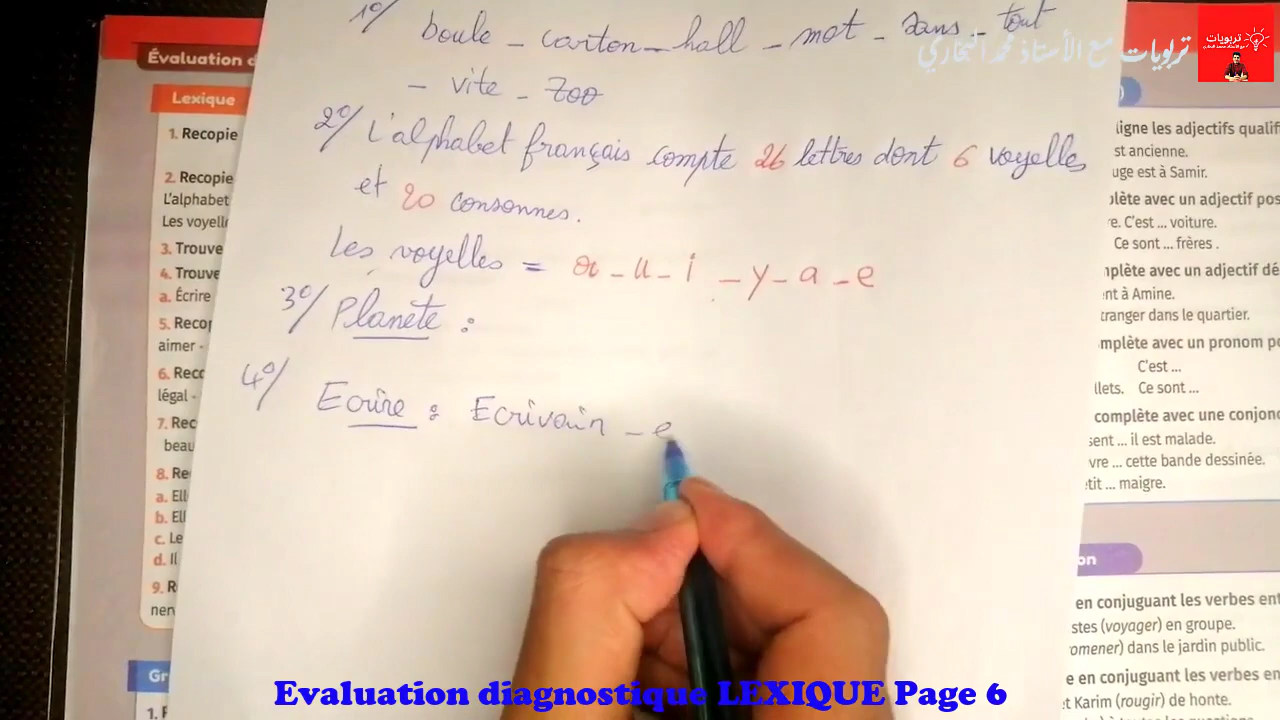 1°/ boule - carton - hall - mot - sans - tout
- vite - zoo
2°/ L'alphabet français compte 26 lettres dont 6 voyelles
et 20 consonnes.
Les voyelles = o - u - i - y - a - e
3°/ Planète :
4°/ Ecrire : Ecrivain - e
تربويات مع الأستاذ محمد البخاري
تربويات
Évaluation d
Lexique
1. Recopie
2. Recopie
L'alphabet
Les voyelle
3. Trouve
4. Trouve
a. Écrire
5. Recop
aimer -
6. Reco
légal -
7. Rec
beau
8. Re
a. Ell
b. Ell
c. Le
d. Il
9. R
ner
Gr
1. F
ligne les adjectifs qualif
st ancienne.
uge est à Samir.
plète avec un adjectif pos
re. C'est ... voiture.
Ce sont ... frères .
mplète avec un adjectif dé
nt à Amine.
tranger dans le quartier.
mplète avec un pronom po
C'est ...
llets. Ce sont ...
complète avec une conjonc
sent ... il est malade.
vre ... cette bande dessinée.
tit ... maigre.
on
en conjuguant les verbes ent
stes (voyager) en groupe.
omener) dans le jardin public.
e en conjuguant les verbes en
t Karim (rougir) de honte.
Evaluation diagnostique LEXIQUE Page 6